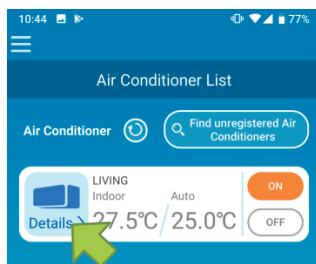 10:44 77%
Air Conditioner List
Air Conditioner Find unregistered Air
Conditioners
LIVING
Indoor Auto ON
Details 27.5℃ 25.0℃ OFF